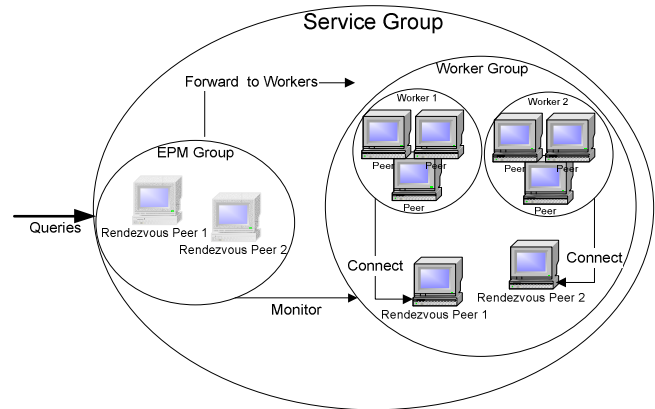 Service Group
Worker Group
Forward to Workers
Worker 1
Worker 2
EPM Group
Peer
Peer
Peer
Peer
Peer
Peer
Queries
Rendezvous Peer 1
Rendezvous Peer 2
Connect
Connect
Rendezvous Peer 1
Rendezvous Peer 2
Monitor